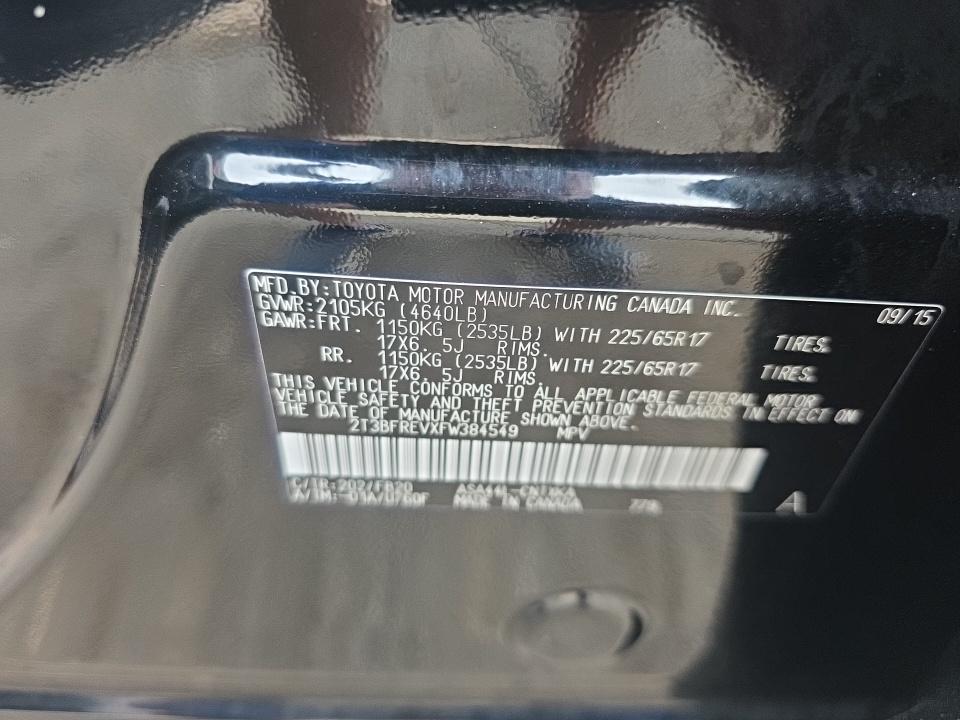 MFD.BY:TOYOTA MOTOR MANUFACTURING CANADA INC. 09/15
GVWR:2105KG (4640LB)
GAWR:FRT. 1150KG (2535LB) WITH 225/65R17 TIRES.
17X6. 5J RIMS.
RR. 1150KG (2535LB) WITH 225/65R17 TIRES.
17X6. 5J RIMS.
THIS VEHICLE CONFORMS TO ALL APPLICABLE FEDERAL MOTOR
VEHICLE SAFETY AND THEFT PREVENTION STANDARDS IN EFFECT ON
THE DATE OF MANUFACTURE SHOWN ABOVE.
2T3BFREVXFW384549 MPV
C/TR:202/FB20
MADE IN CANADA A